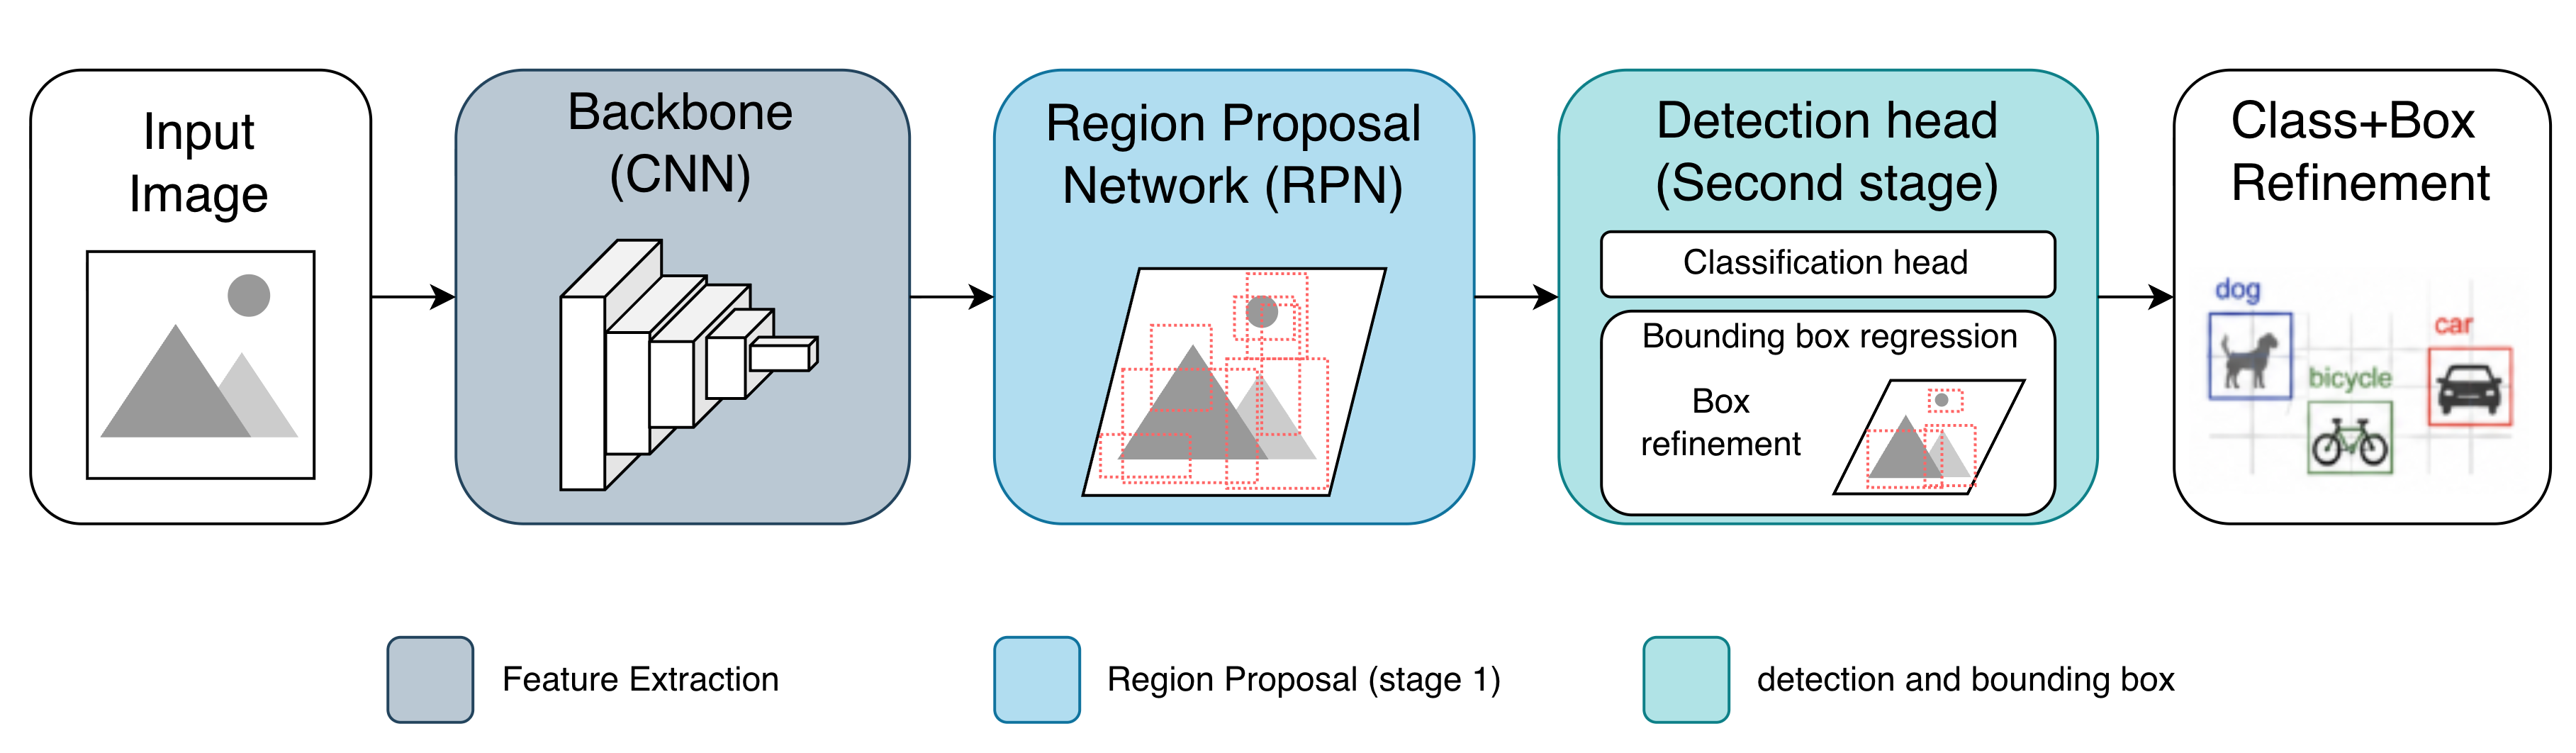 Input
Image
Backbone
(CNN)
Region Proposal
Network (RPN)
Detection head
(Second stage)
Classification head
Bounding box regression
Box
refinement
Class+Box
Refinement
dog
car
bicycle
Feature Extraction
Region Proposal (stage 1)
detection and bounding box